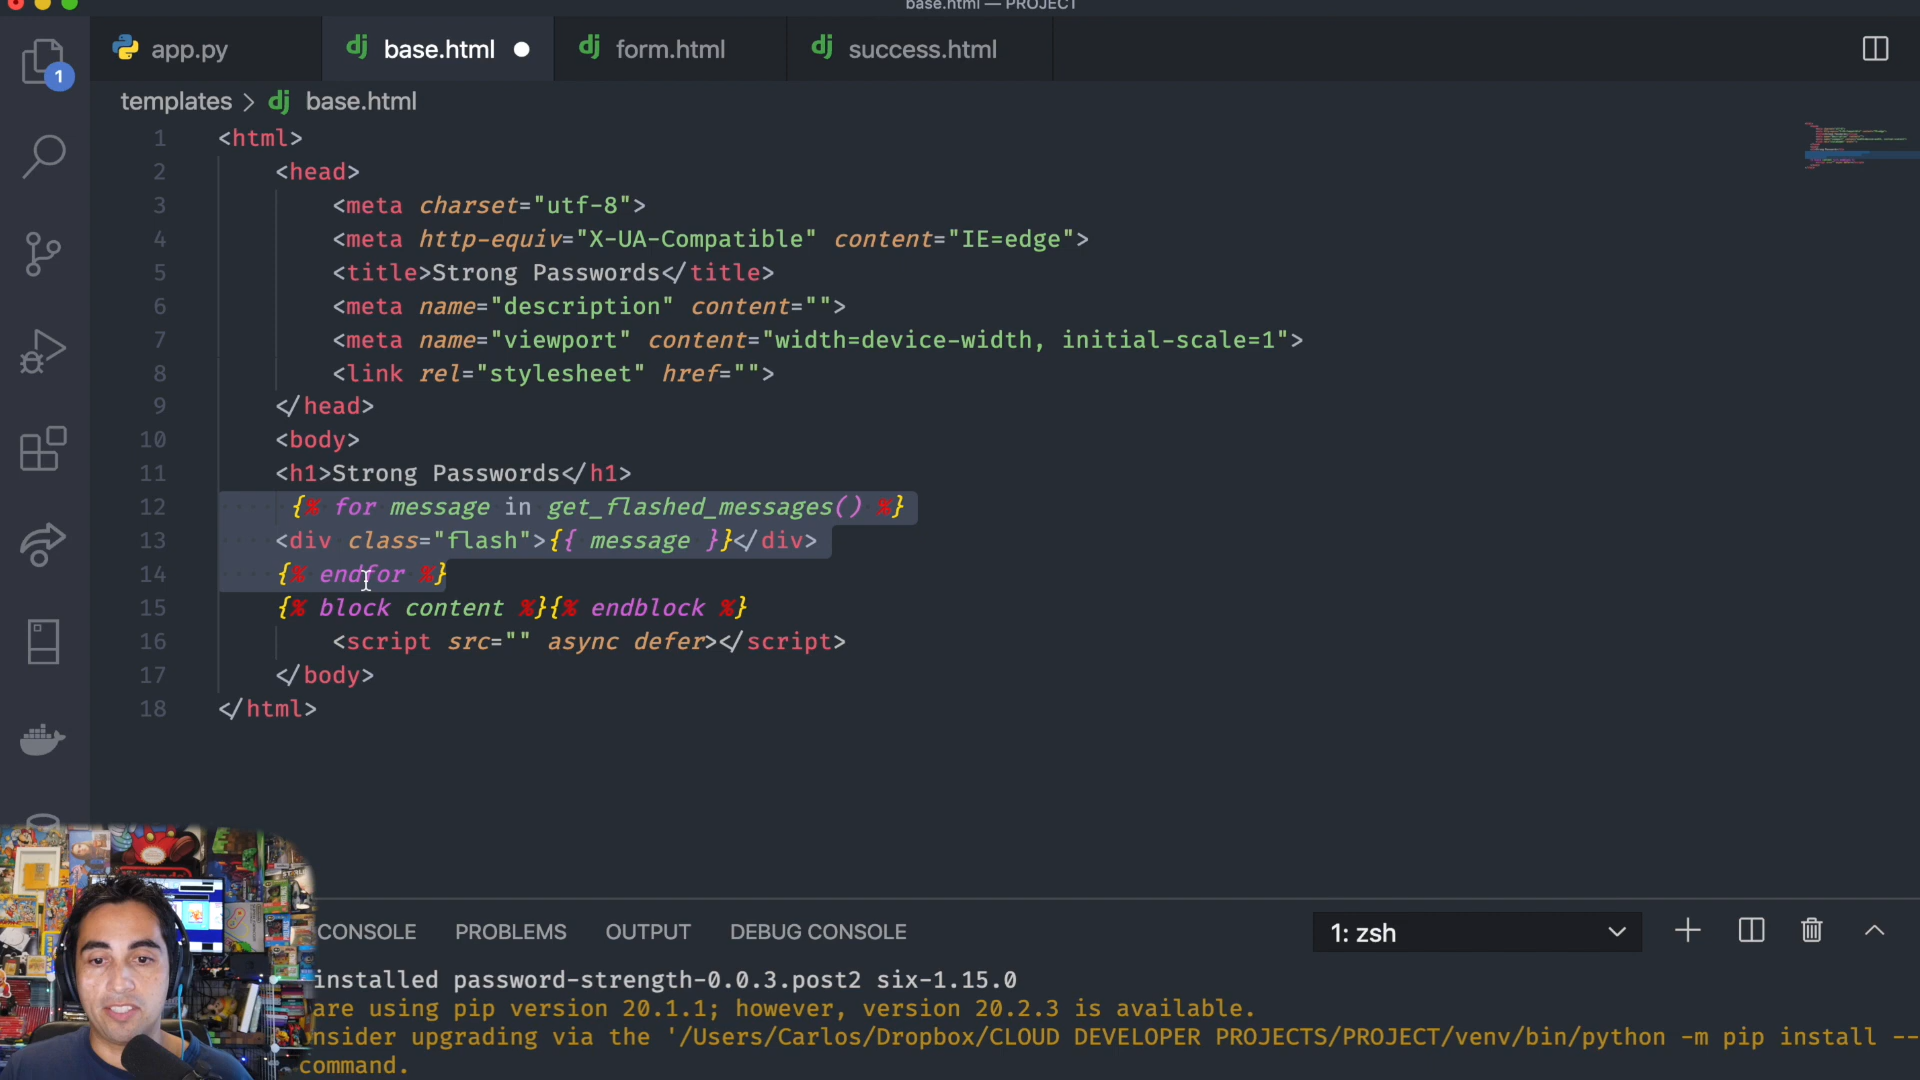 base.html — PROJECT
app.py
base.html
form.html
success.html
1
templates > base.html
1 <html>
2 <head>
3 <meta charset="utf-8">
4 <meta http-equiv="X-UA-Compatible" content="IE=edge">
5 <title>Strong Passwords</title>
6 <meta name="description" content="">
7 <meta name="viewport" content="width=device-width, initial-scale=1">
8 <link rel="stylesheet" href="">
9 </head>
10 <body>
11 <h1>Strong Passwords</h1>
12 {% for message in get_flashed_messages() %}
13 <div class="flash">{{ message }}</div>
14 {% endfor %}
15 {% block content %}{% endblock %}
16 <script src="" async defer></script>
17 </body>
18 </html>
CONSOLE PROBLEMS OUTPUT DEBUG CONSOLE 1: zsh
installed password-strength-0.0.3.post2 six-1.15.0
are using pip version 20.1.1; however, version 20.2.3 is available.
nsider upgrading via the '/Users/Carlos/Dropbox/CLOUD DEVELOPER PROJECTS/PROJECT/venv/bin/python -m pip install --
command.